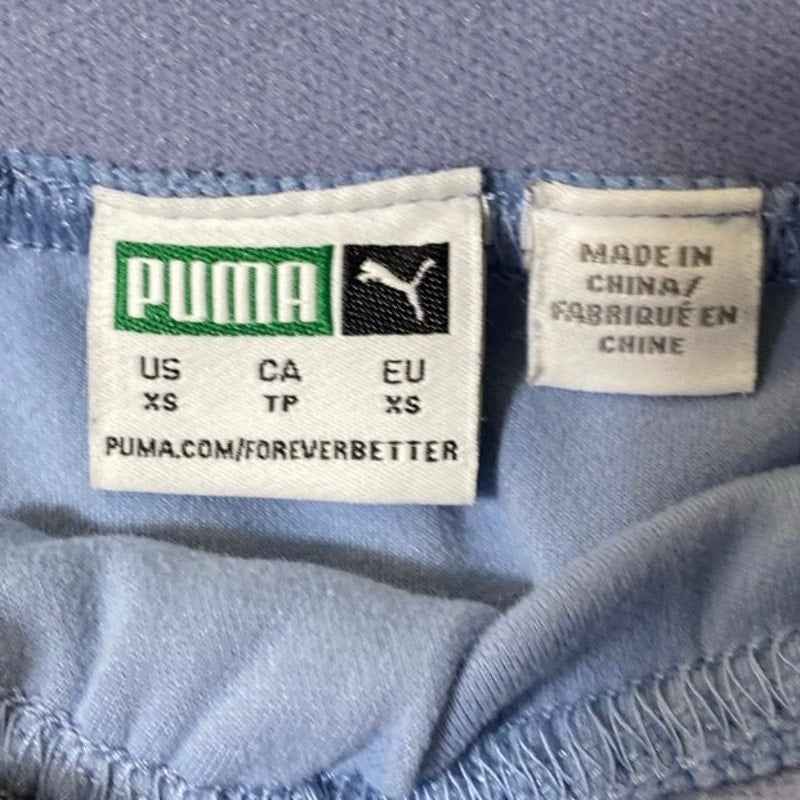 PUMA
US CA EU
XS TP XS
PUMA.COM/FOREVERBETTER
MADE IN
CHINA/
FABRIQUÉ EN
CHINE